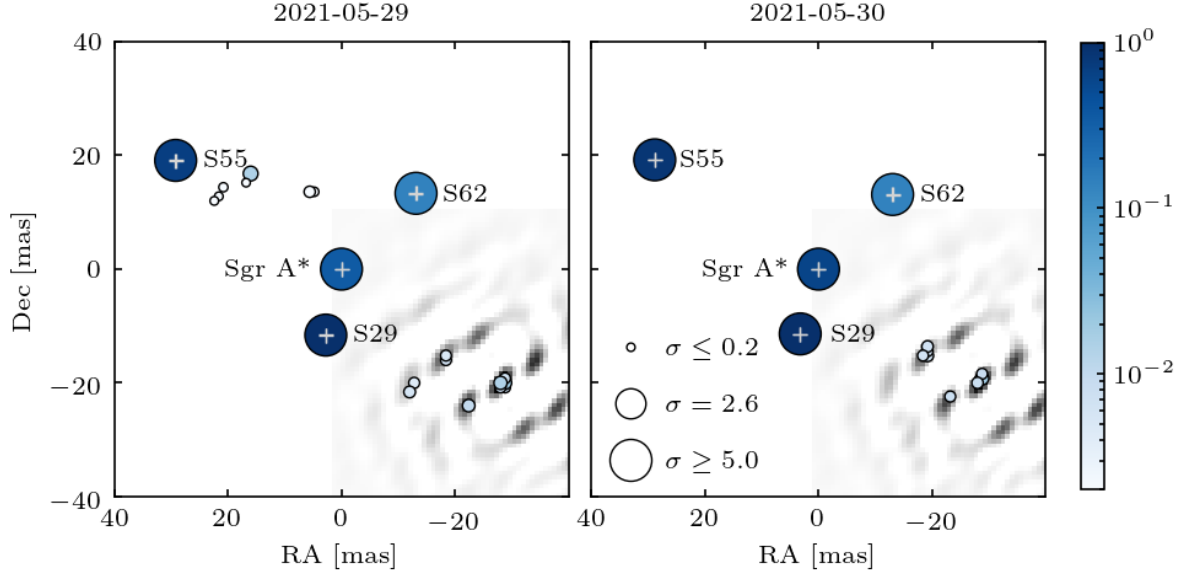 2021-05-29
2021-05-30
40
20
0
−20
−40
Dec [mas]
40
20
0
−20
RA [mas]
S55
S62
Sgr A*
S29
40
20
0
−20
RA [mas]
S55
S62
Sgr A*
S29
σ ≤ 0.2
σ = 2.6
σ ≥ 5.0
10⁰
10⁻¹
10⁻²